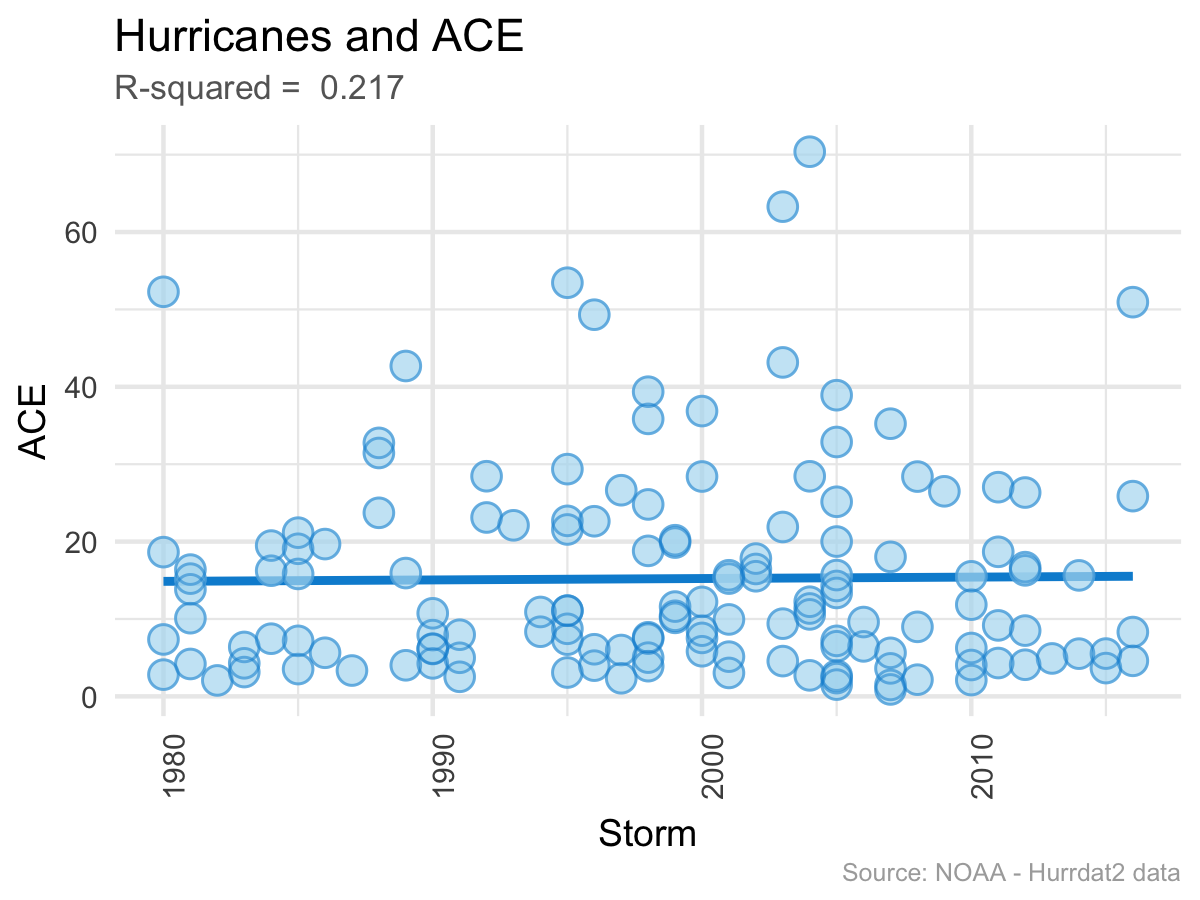 Hurricanes and ACE
R-squared =  0.217
60
40
20
0
ACE
1980
1990
2000
2010
Storm
Source: NOAA - Hurrdat2 data